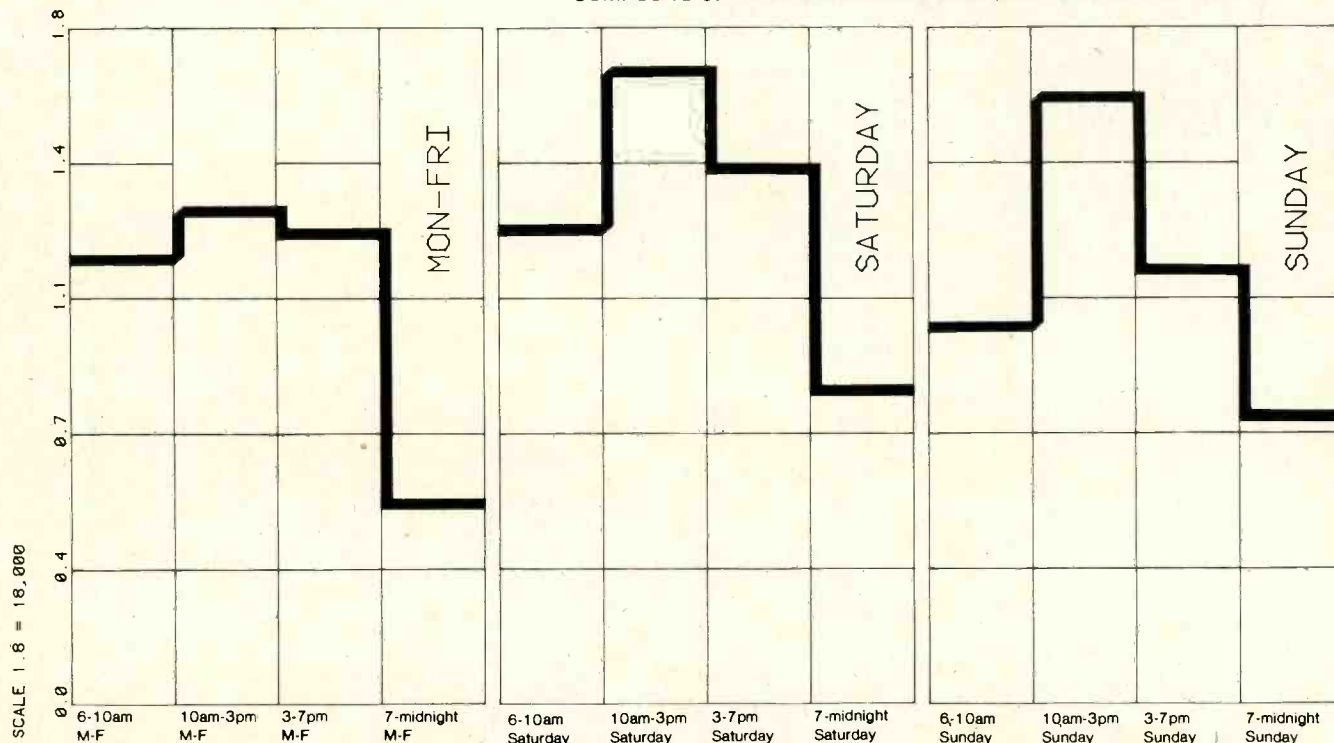 1.8
1.4
1.1
0.7
0.4
0.0
SCALE 1.8 = 18,000
MON-FRI
SATURDAY
SUNDAY
6-10am
M-F
10am-3pm
M-F
3-7pm
M-F
7-midnight
M-F
6-10am
Saturday
10am-3pm
Saturday
3-7pm
Saturday
7-midnight
Saturday
6-10am
Sunday
10am-3pm
Sunday
3-7pm
Sunday
7-midnight
Sunday